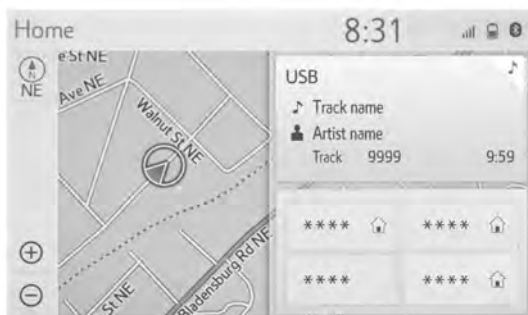 Home 8:31
e St NE
N
NE
Ave NE
Walnut St NE
St NE
Bladensburg Rd NE
USB
Track name
Artist name
Track 9999 9:59
**** ****
**** ****